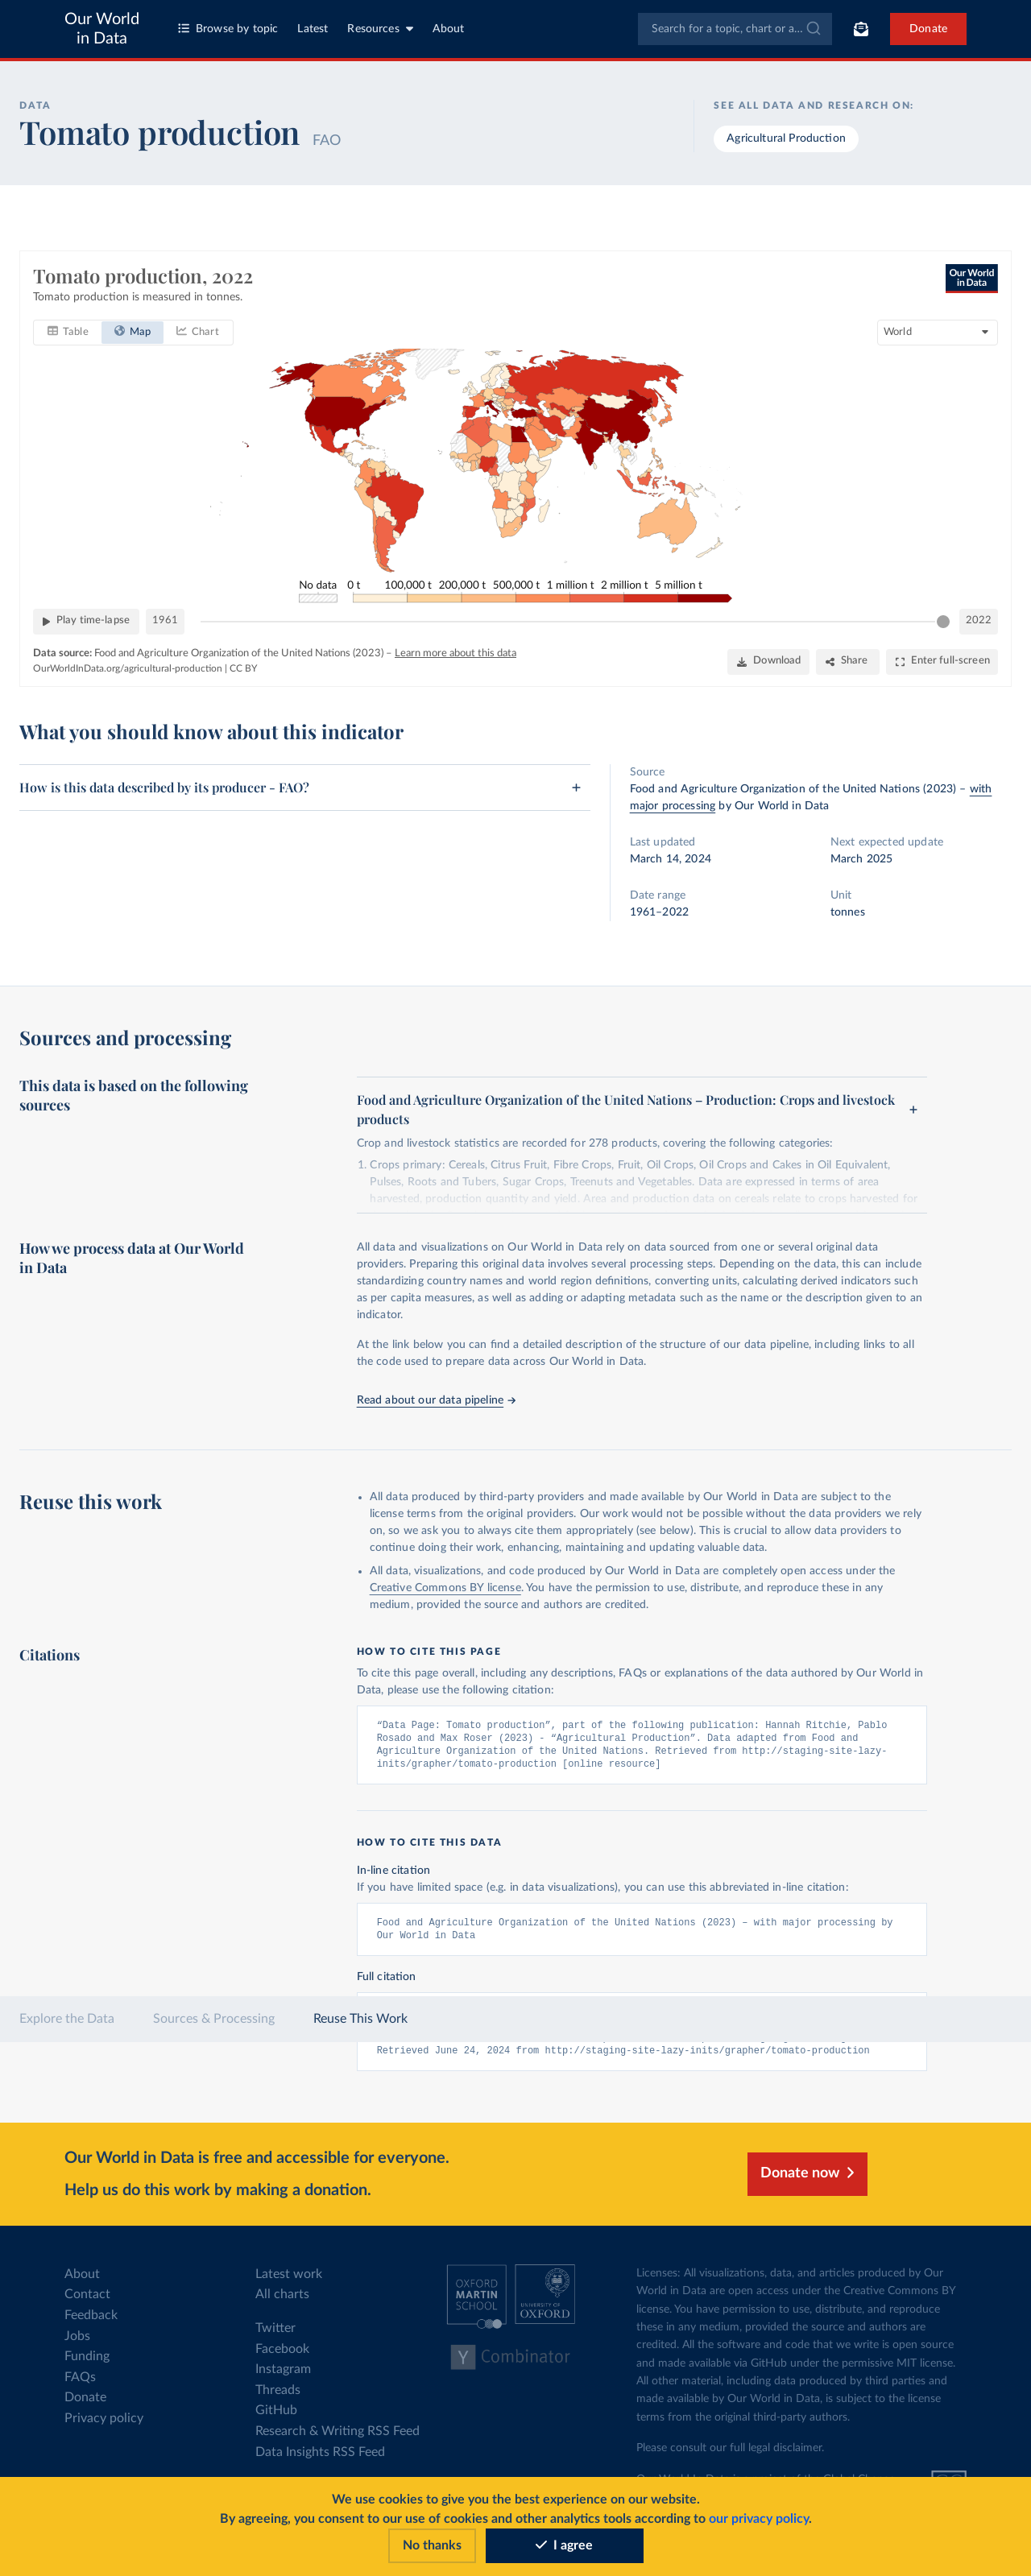 Our World
in Data
Browse by topic
Latest
Resources
About
Search for a topic, chart or a...
Donate
DATA
Tomato production FAO
SEE ALL DATA AND RESEARCH ON:
Agricultural Production
Tomato production, 2022
Tomato production is measured in tonnes.
Our World
in Data
Table
Map
Chart
World
No data
0 t
100,000 t
200,000 t
500,000 t
1 million t
2 million t
5 million t
Play time-lapse
1961
2022
Data source: Food and Agriculture Organization of the United Nations (2023) – Learn more about this data
OurWorldInData.org/agricultural-production | CC BY
Download
Share
Enter full-screen
What you should know about this indicator
How is this data described by its producer - FAO?
Source
Food and Agriculture Organization of the United Nations (2023) – with
major processing by Our World in Data
Last updated
March 14, 2024
Next expected update
March 2025
Date range
1961–2022
Unit
tonnes
Sources and processing
This data is based on the following
sources
Food and Agriculture Organization of the United Nations – Production: Crops and livestock
products
Crop and livestock statistics are recorded for 278 products, covering the following categories:
1. Crops primary: Cereals, Citrus Fruit, Fibre Crops, Fruit, Oil Crops, Oil Crops and Cakes in Oil Equivalent,
Pulses, Roots and Tubers, Sugar Crops, Treenuts and Vegetables. Data are expressed in terms of area
harvested, production quantity and yield. Area and production data on cereals relate to crops harvested for
How we process data at Our World
in Data
All data and visualizations on Our World in Data rely on data sourced from one or several original data
providers. Preparing this original data involves several processing steps. Depending on the data, this can include
standardizing country names and world region definitions, converting units, calculating derived indicators such
as per capita measures, as well as adding or adapting metadata such as the name or the description given to an
indicator.
At the link below you can find a detailed description of the structure of our data pipeline, including links to all
the code used to prepare data across Our World in Data.
Read about our data pipeline
Reuse this work
• All data produced by third-party providers and made available by Our World in Data are subject to the
license terms from the original providers. Our work would not be possible without the data providers we rely
on, so we ask you to always cite them appropriately (see below). This is crucial to allow data providers to
continue doing their work, enhancing, maintaining and updating valuable data.
• All data, visualizations, and code produced by Our World in Data are completely open access under the
Creative Commons BY license. You have the permission to use, distribute, and reproduce these in any
medium, provided the source and authors are credited.
Citations
HOW TO CITE THIS PAGE
To cite this page overall, including any descriptions, FAQs or explanations of the data authored by Our World in
Data, please use the following citation:
“Data Page: Tomato production”, part of the following publication: Hannah Ritchie, Pablo
Rosado and Max Roser (2023) - “Agricultural Production”. Data adapted from Food and
Agriculture Organization of the United Nations. Retrieved from http://staging-site-lazy-
inits/grapher/tomato-production [online resource]
HOW TO CITE THIS DATA
In-line citation
If you have limited space (e.g. in data visualizations), you can use this abbreviated in-line citation:
Food and Agriculture Organization of the United Nations (2023) – with major processing by
Our World in Data
Full citation
Explore the Data
Sources & Processing
Reuse This Work
Retrieved June 24, 2024 from http://staging-site-lazy-inits/grapher/tomato-production
Our World in Data is free and accessible for everyone.
Help us do this work by making a donation.
Donate now
About
Contact
Feedback
Jobs
Funding
FAQs
Donate
Privacy policy
Latest work
All charts
Twitter
Facebook
Instagram
Threads
GitHub
Research & Writing RSS Feed
Data Insights RSS Feed
OXFORD
MARTIN
SCHOOL
UNIVERSITY OF
OXFORD
Y Combinator
Licenses: All visualizations, data, and articles produced by Our
World in Data are open access under the Creative Commons BY
license. You have permission to use, distribute, and reproduce
these in any medium, provided the source and authors are
credited. All the software and code that we write is open source
and made available via GitHub under the permissive MIT license.
All other material, including data produced by third parties and
made available by Our World in Data, is subject to the license
terms from the original third-party authors.
Please consult our full legal disclaimer.
We use cookies to give you the best experience on our website.
By agreeing, you consent to our use of cookies and other analytics tools according to our privacy policy.
No thanks
I agree